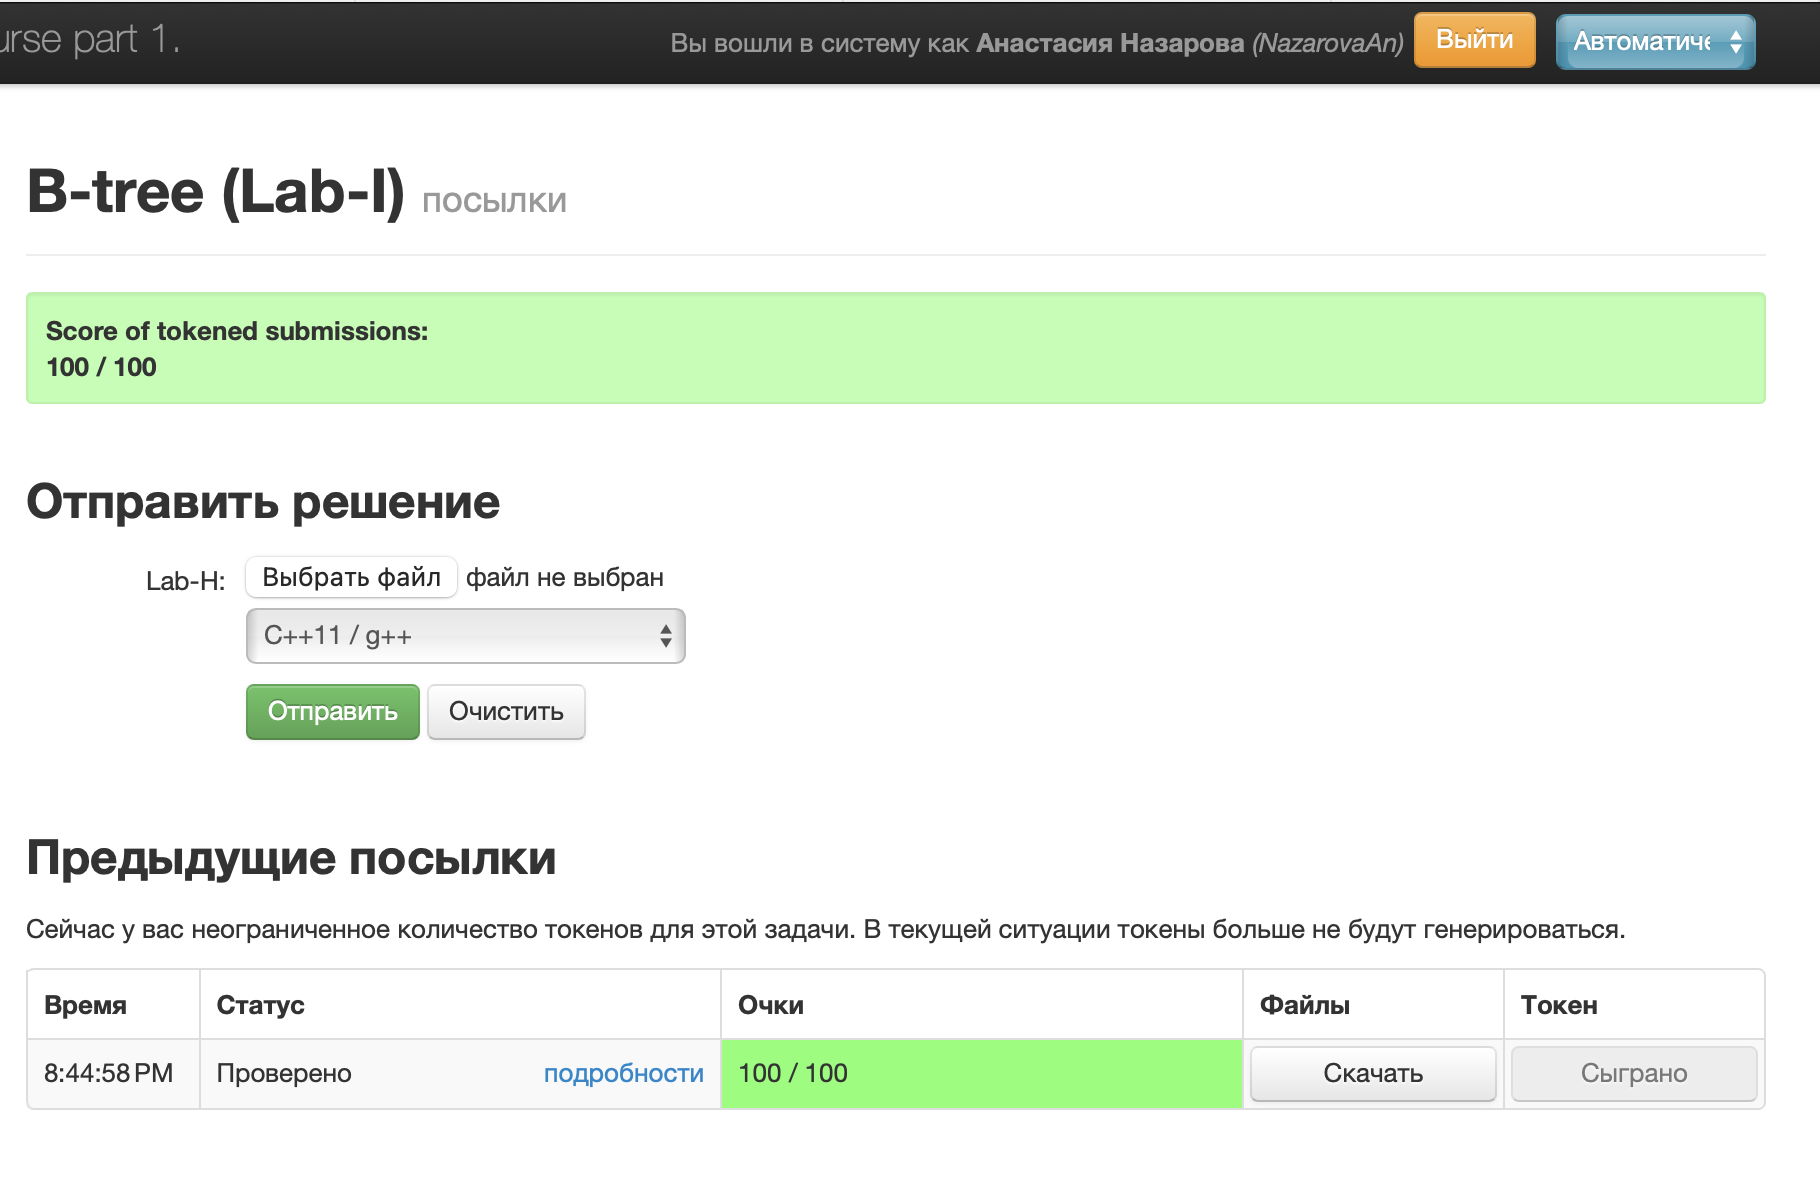 urse part 1.
Вы вошли в систему как Анастасия Назарова (NazarovaAn)
Выйти
Автоматиче
B-tree (Lab-I) посылки
Score of tokened submissions:
100 / 100
Отправить решение
Lab-H: Выбрать файл файл не выбран
C++11 / g++
Отправить Очистить
Предыдущие посылки
Сейчас у вас неограниченное количество токенов для этой задачи. В текущей ситуации токены больше не будут генерироваться.
Время Статус Очки Файлы Токен
8:44:58 PM Проверено подробности 100 / 100 Скачать Сыграно